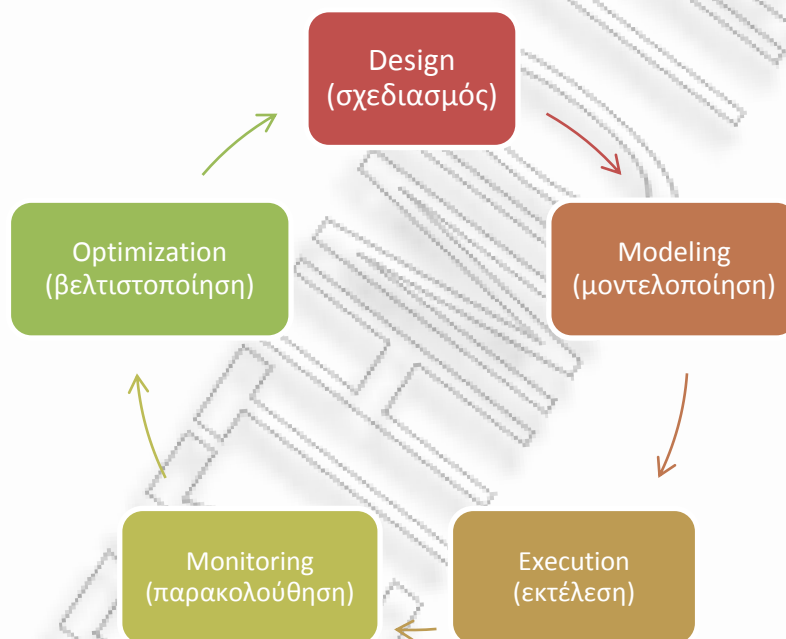 Design
(σχεδιασμός)
Modeling
(μοντελοποίηση)
Execution
(εκτέλεση)
Monitoring
(παρακολούθηση)
Optimization
(βελτιστοποίηση)